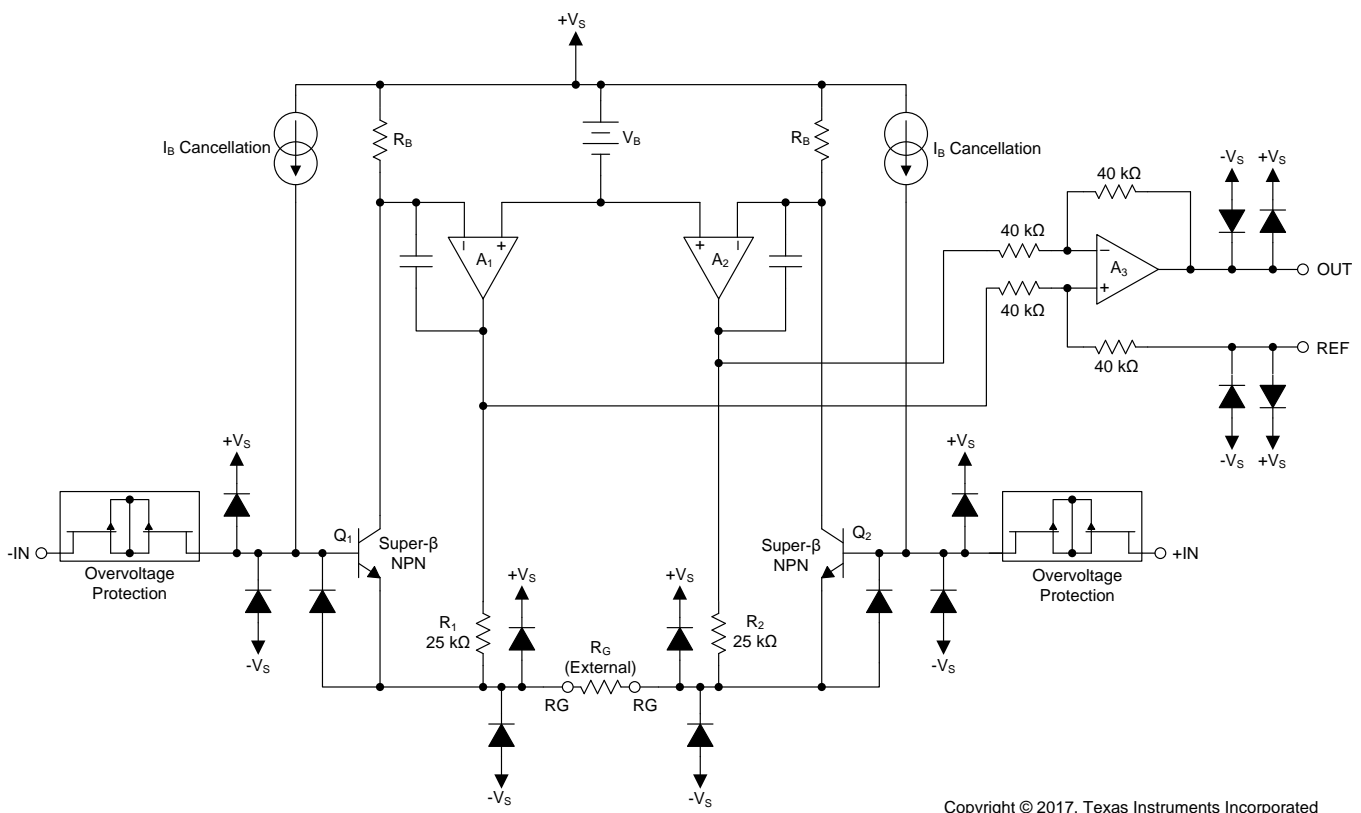 +VS
IB Cancellation
RB
VB
RB
IB Cancellation
-VS
+VS
40 kΩ
40 kΩ
A1
A2
A3
OUT
40 kΩ
40 kΩ
REF
-VS
+VS
+VS
+VS
-IN
Overvoltage
Protection
Q1
Super-β
NPN
+VS
+VS
Super-β
NPN
Q2
+IN
Overvoltage
Protection
R1
25 kΩ
RG
(External)
R2
25 kΩ
-VS
-VS
RG
RG
-VS
-VS
Copyright © 2017, Texas Instruments Incorporated